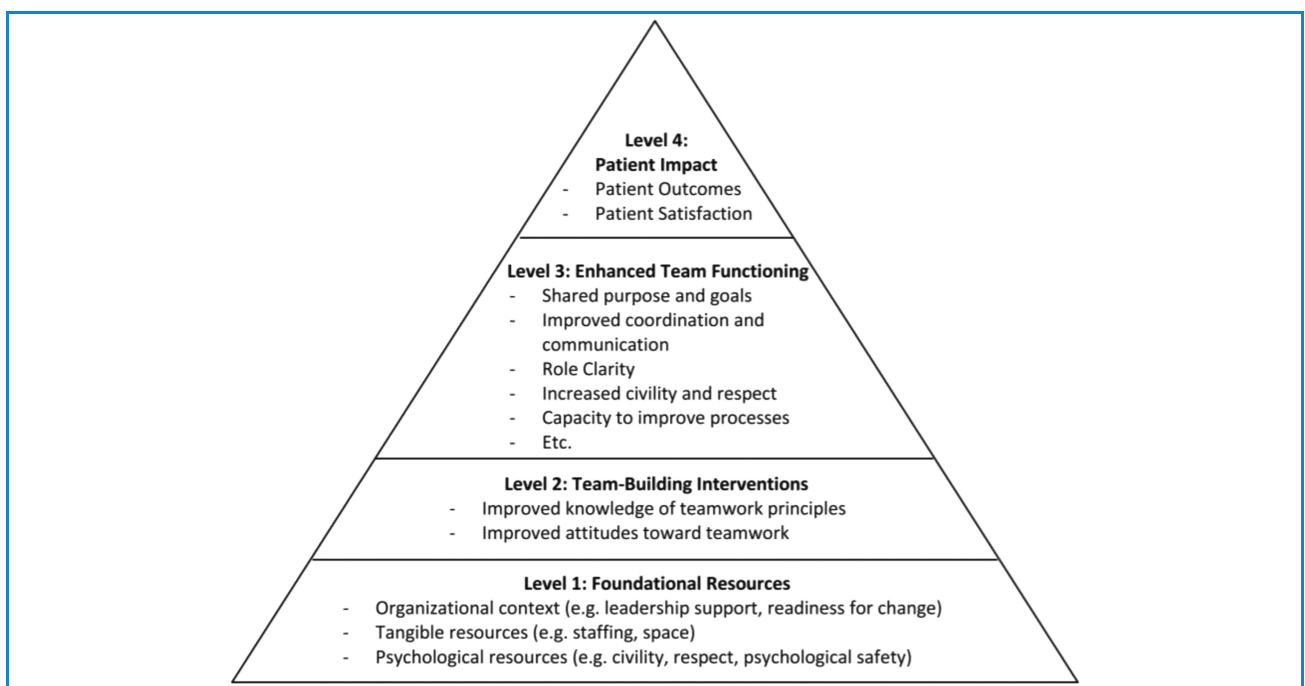 Level 4:
Patient Impact
- Patient Outcomes
- Patient Satisfaction
Level 3: Enhanced Team Functioning
- Shared purpose and goals
- Improved coordination and
communication
- Role Clarity
- Increased civility and respect
- Capacity to improve processes
- Etc.
Level 2: Team-Building Interventions
- Improved knowledge of teamwork principles
- Improved attitudes toward teamwork
Level 1: Foundational Resources
- Organizational context (e.g. leadership support, readiness for change)
- Tangible resources (e.g. staffing, space)
- Psychological resources (e.g. civility, respect, psychological safety)